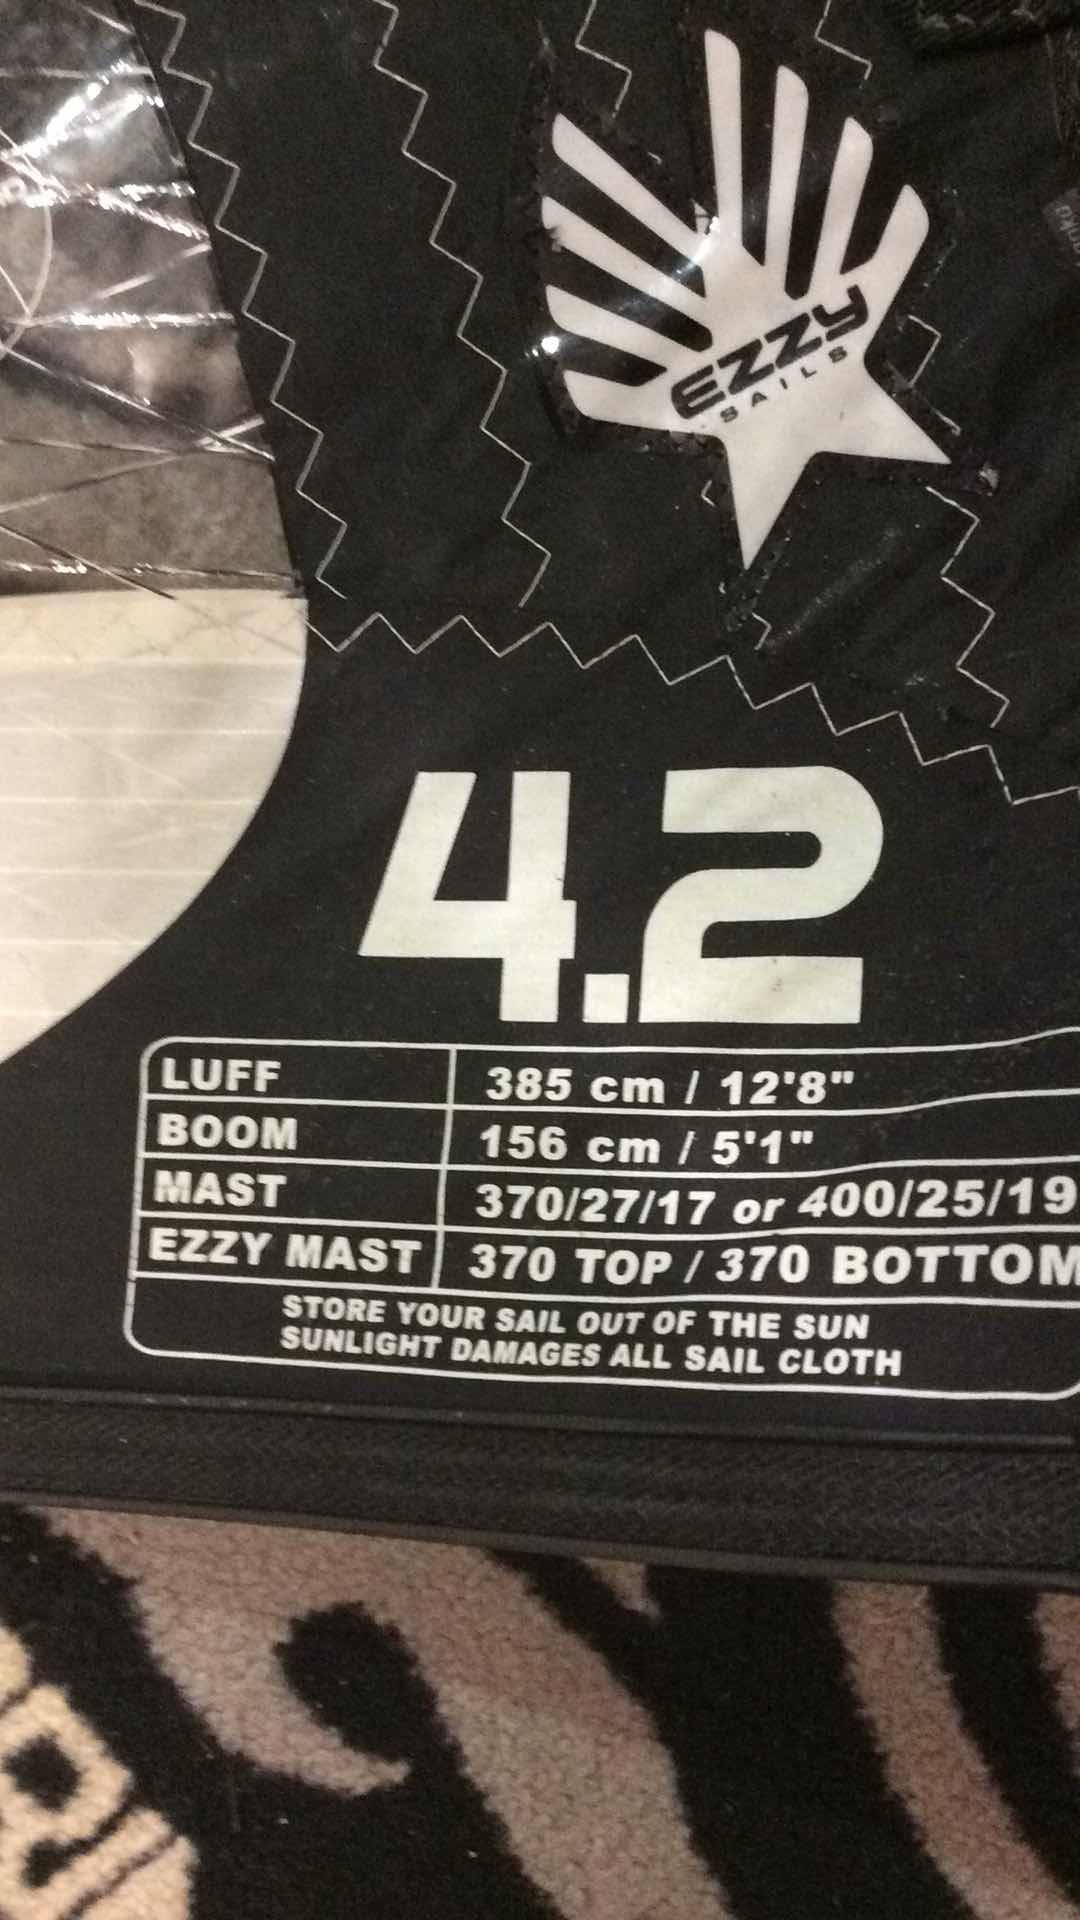 EZZY
SAILS
4.2
LUFF 385 cm / 12'8"
BOOM 156 cm / 5'1"
MAST 370/27/17 or 400/25/19
EZZY MAST 370 TOP / 370 BOTTOM
STORE YOUR SAIL OUT OF THE SUN
SUNLIGHT DAMAGES ALL SAIL CLOTH